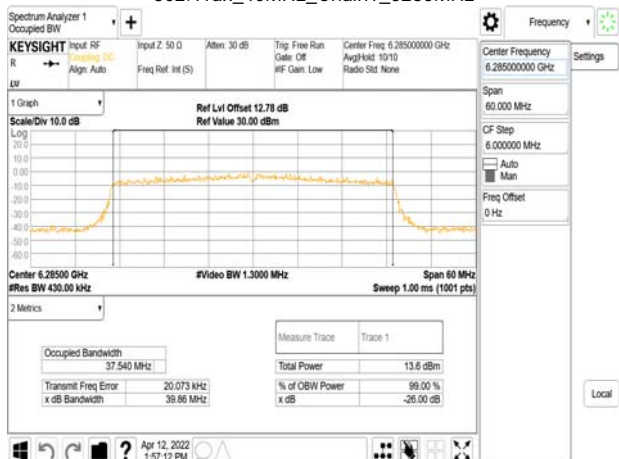 Spectrum Analyzer 1
Occupied BW
Frequency
KEYSIGHT Input: RF Input Z: 50 Ω Atten: 30 dB Trig: Free Run Center Freq: 6.285000000 GHz
R Coupling: DC Gate: Off Avg|Hold: 10/10
Align: Auto Freq Ref: Int (S) #IF Gain: Low Radio Std: None
LW
Center Frequency
6.285000000 GHz
Settings
Span
60.000 MHz
CF Step
6.000000 MHz
Auto
Man
Freq Offset
0 Hz
1 Graph
Ref Lvl Offset 12.78 dB
Scale/Div 10.0 dB Ref Value 30.00 dBm
Log
20.0
10.0
0.00
-10.0
-20.0
-30.0
-40.0
-50.0
-60.0
Center 6.28500 GHz #Video BW 1.3000 MHz Span 60 MHz
#Res BW 430.00 kHz Sweep 1.00 ms (1001 pts)
2 Metrics
Measure Trace Trace 1
Occupied Bandwidth
37.540 MHz Total Power 13.6 dBm
Transmit Freq Error 20.073 kHz % of OBW Power 99.00 %
x dB Bandwidth 39.86 MHz x dB -26.00 dB
Local
Apr 12, 2022
1:57:12 PM